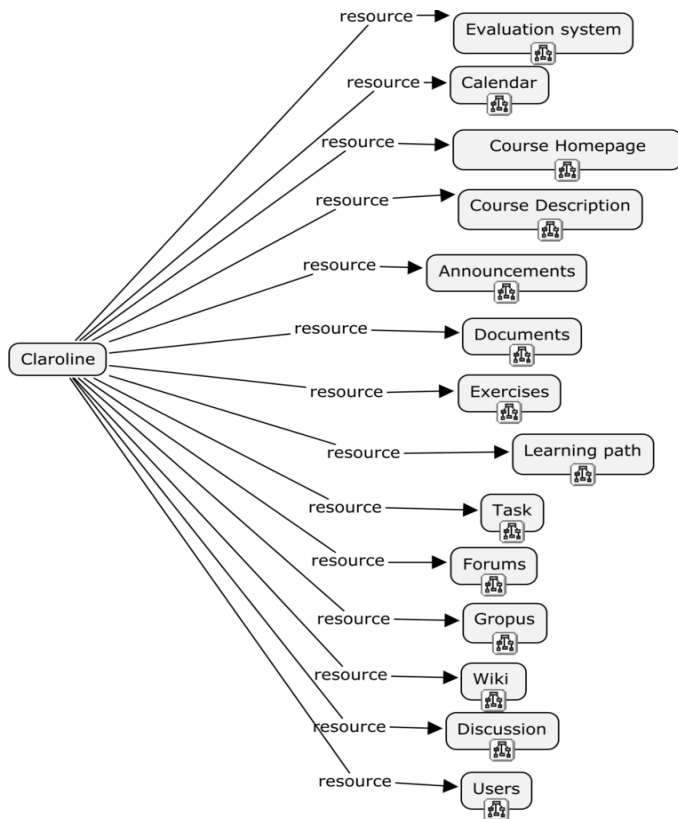 resource
Evaluation system
resource
Calendar
resource
Course Homepage
resource
Course Description
resource
Announcements
resource
Documents
Claroline
resource
Exercises
resource
Learning path
resource
Task
resource
Forums
resource
Gropus
resource
Wiki
resource
Discussion
resource
Users